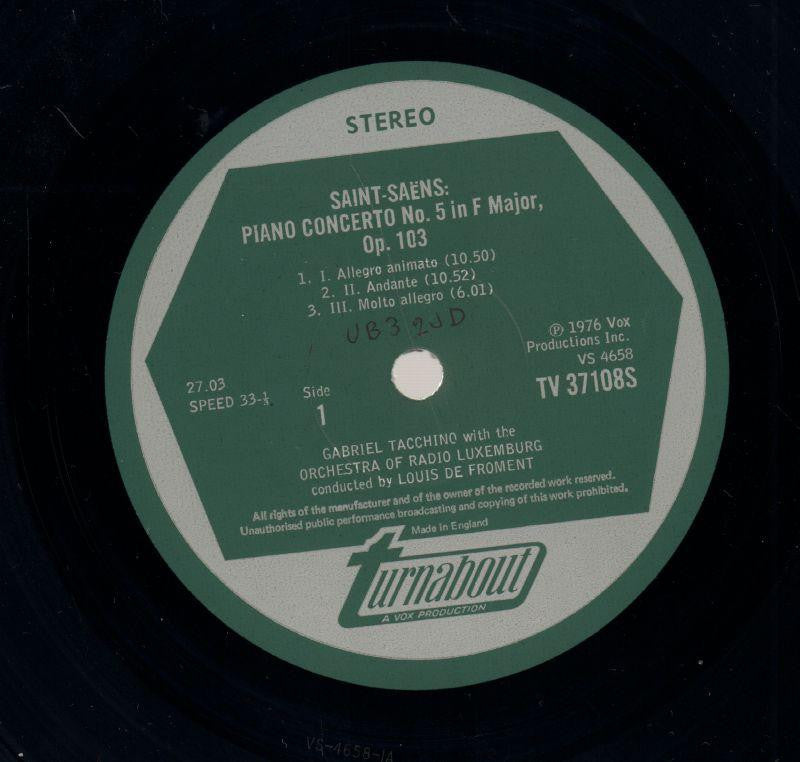 STEREO
SAINT-SAËNS:
PIANO CONCERTO No. 5 in F Major,
Op. 103
1. I. Allegro animato (10.50)
2. II. Andante (10.52)
3. III. Molto allegro (6.01)
UB3 2JD
℗ 1976 Vox
Productions Inc.
VS 4658
TV 37108S
27.03
SPEED 33-⅓
Side
1
GABRIEL TACCHINO with the
ORCHESTRA OF RADIO LUXEMBURG
conducted by LOUIS DE FROMENT
All rights of the manufacturer and of the owner of the recorded work reserved.
Unauthorised public performance broadcasting and copying of this work prohibited.
Made in England
turnabout
A VOX PRODUCTION
VS-4658-1A